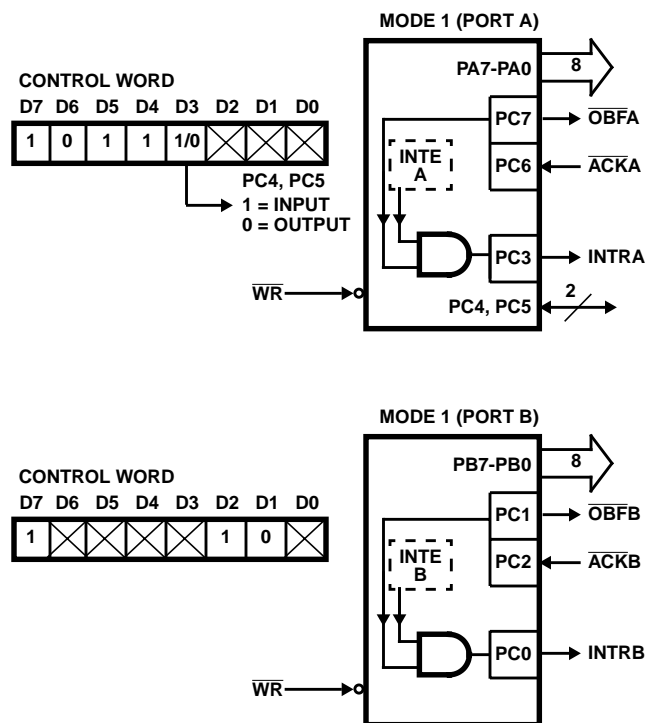 MODE 1 (PORT A)
CONTROL WORD
D7 D6 D5 D4 D3 D2 D1 D0
1 0 1 1 1/0
PC4, PC5
1 = INPUT
0 = OUTPUT
PA7-PA0
8
PC7
OBFA
INTE
A
PC6
ACKA
PC3
INTRA
WR
PC4, PC5
2
MODE 1 (PORT B)
CONTROL WORD
D7 D6 D5 D4 D3 D2 D1 D0
1 1 0
PB7-PB0
8
PC1
OBFB
INTE
B
PC2
ACKB
PC0
INTRB
WR